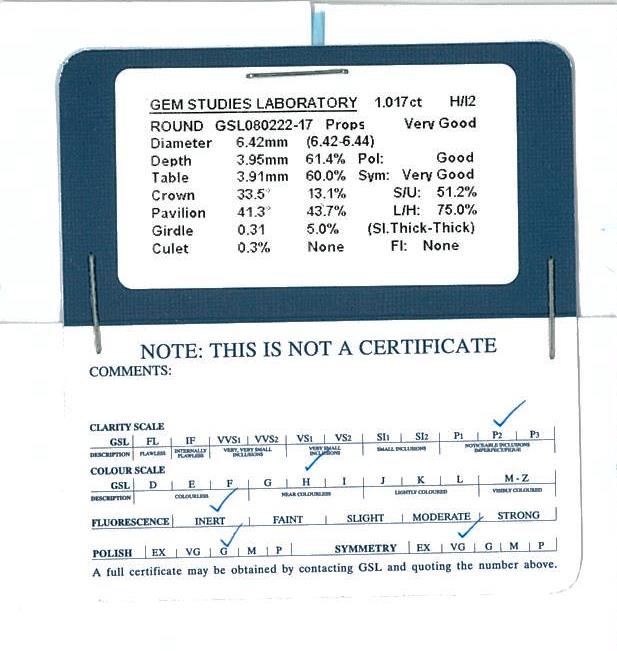 GEM STUDIES LABORATORY 1.017ct H/I2
ROUND GSL080222-17 Props Very Good
Diameter 6.42mm (6.42-6.44)
Depth 3.95mm 61.4% Pol: Good
Table 3.91mm 60.0% Sym: Very Good
Crown 33.5° 13.1% S/U: 51.2%
Pavilion 41.3° 43.7% L/H: 75.0%
Girdle 0.31 5.0% (Sl.Thick-Thick)
Culet 0.3% None Fl: None
NOTE: THIS IS NOT A CERTIFICATE
COMMENTS:
CLARITY SCALE
GSL FL IF VVS1 VVS2 VS1 VS2 SI1 SI2 P1 P2 P3
DESCRIPTION FLAWLESS INTERNALLY FLAWLESS VERY, VERY SMALL INCLUSIONS VERY SMALL INCLUSIONS SMALL INCLUSIONS NOTICEABLE INCLUSIONS IMPERFECT/PIQUE
COLOUR SCALE
GSL D E F G H I J K L M - Z
DESCRIPTION COLOURLESS NEAR COLOURLESS LIGHTLY COLOURED VISIBLY COLOURED
FLUORESCENCE INERT FAINT SLIGHT MODERATE STRONG
POLISH EX VG G M P SYMMETRY EX VG G M P
A full certificate may be obtained by contacting GSL and quoting the number above.